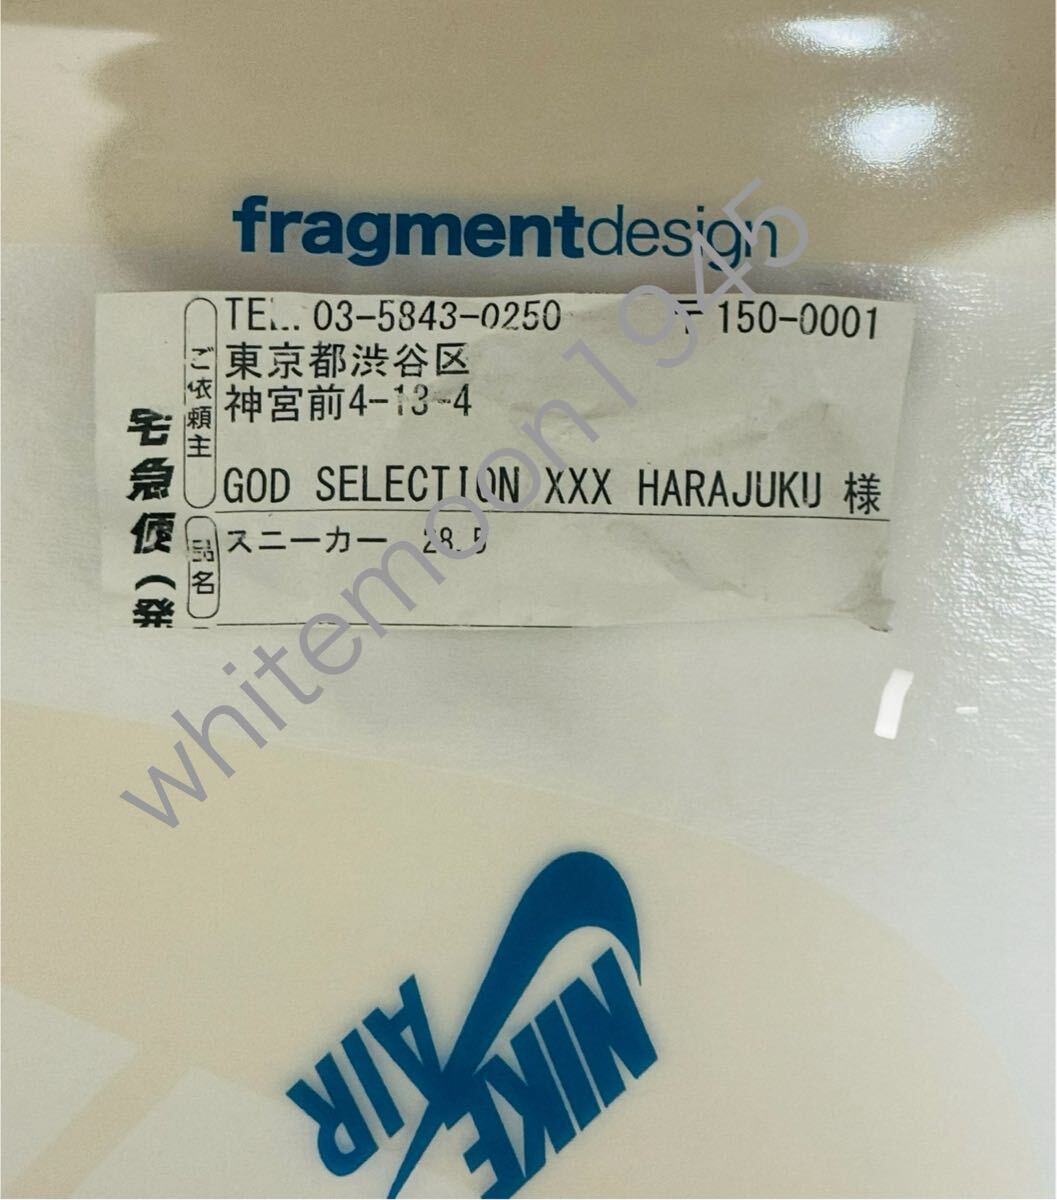 fragmentdesign
ご依頼主
TEL. 03-5843-0250 〒150-0001
東京都渋谷区
神宮前4-13-4
GOD SELECTION XXX HARAJUKU 様
品名
スニーカー 28.5
宅急便(発
whitemoon1945
NIKE
AIR